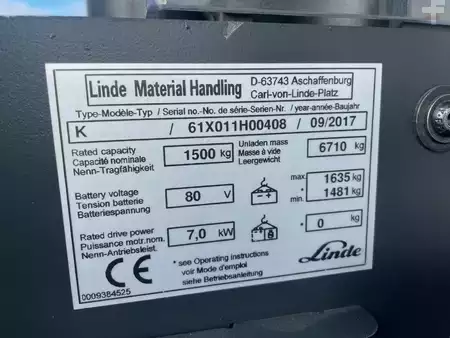 Linde Material Handling D-63743 Aschaffenburg
Carl-von-Linde-Platz
Type-Modèle-Typ / Serial no.-No. de série-Serien-Nr. / year-année-Baujahr
K / 61X011H00408 / 09/2017
Rated capacity
Capacité nominale
Nenn-Tragfähigkeit
1500 kg
Unladen mass
Masse à vide
Leergewicht
6710 kg
Battery voltage
Tension batterie
Batteriespannung
80 V
- +
max. 1635 kg
*
min. 1481 kg
Rated drive power
Puissance motr.nom.
Nenn-Antriebsleist.
7,0 kW
* 0 kg
CE
* see Operating instructions
voir Mode d'emploi
siehe Betriebsanleitung
Linde
0009384525